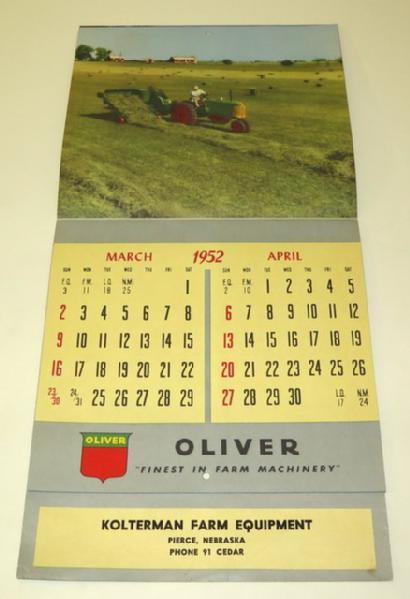 MARCH 1952 APRIL
SUN MON TUE WED THU FRI SAT SUN MON TUE WED THU FRI SAT
F.Q. F.M. L.Q. N.M. 1 F.Q. F.M. 1 2 3 4 5
3 11 18 25 2 10
2 3 4 5 6 7 8 6 7 8 9 10 11 12
9 10 11 12 13 14 15 13 14 15 16 17 18 19
16 17 18 19 20 21 22 20 21 22 23 24 25 26
23/30 24/31 25 26 27 28 29 27 28 29 30 L.Q. N.M.
17 24
OLIVER OLIVER
"FINEST IN FARM MACHINERY"
KOLTERMAN FARM EQUIPMENT
PIERCE, NEBRASKA
PHONE 91 CEDAR